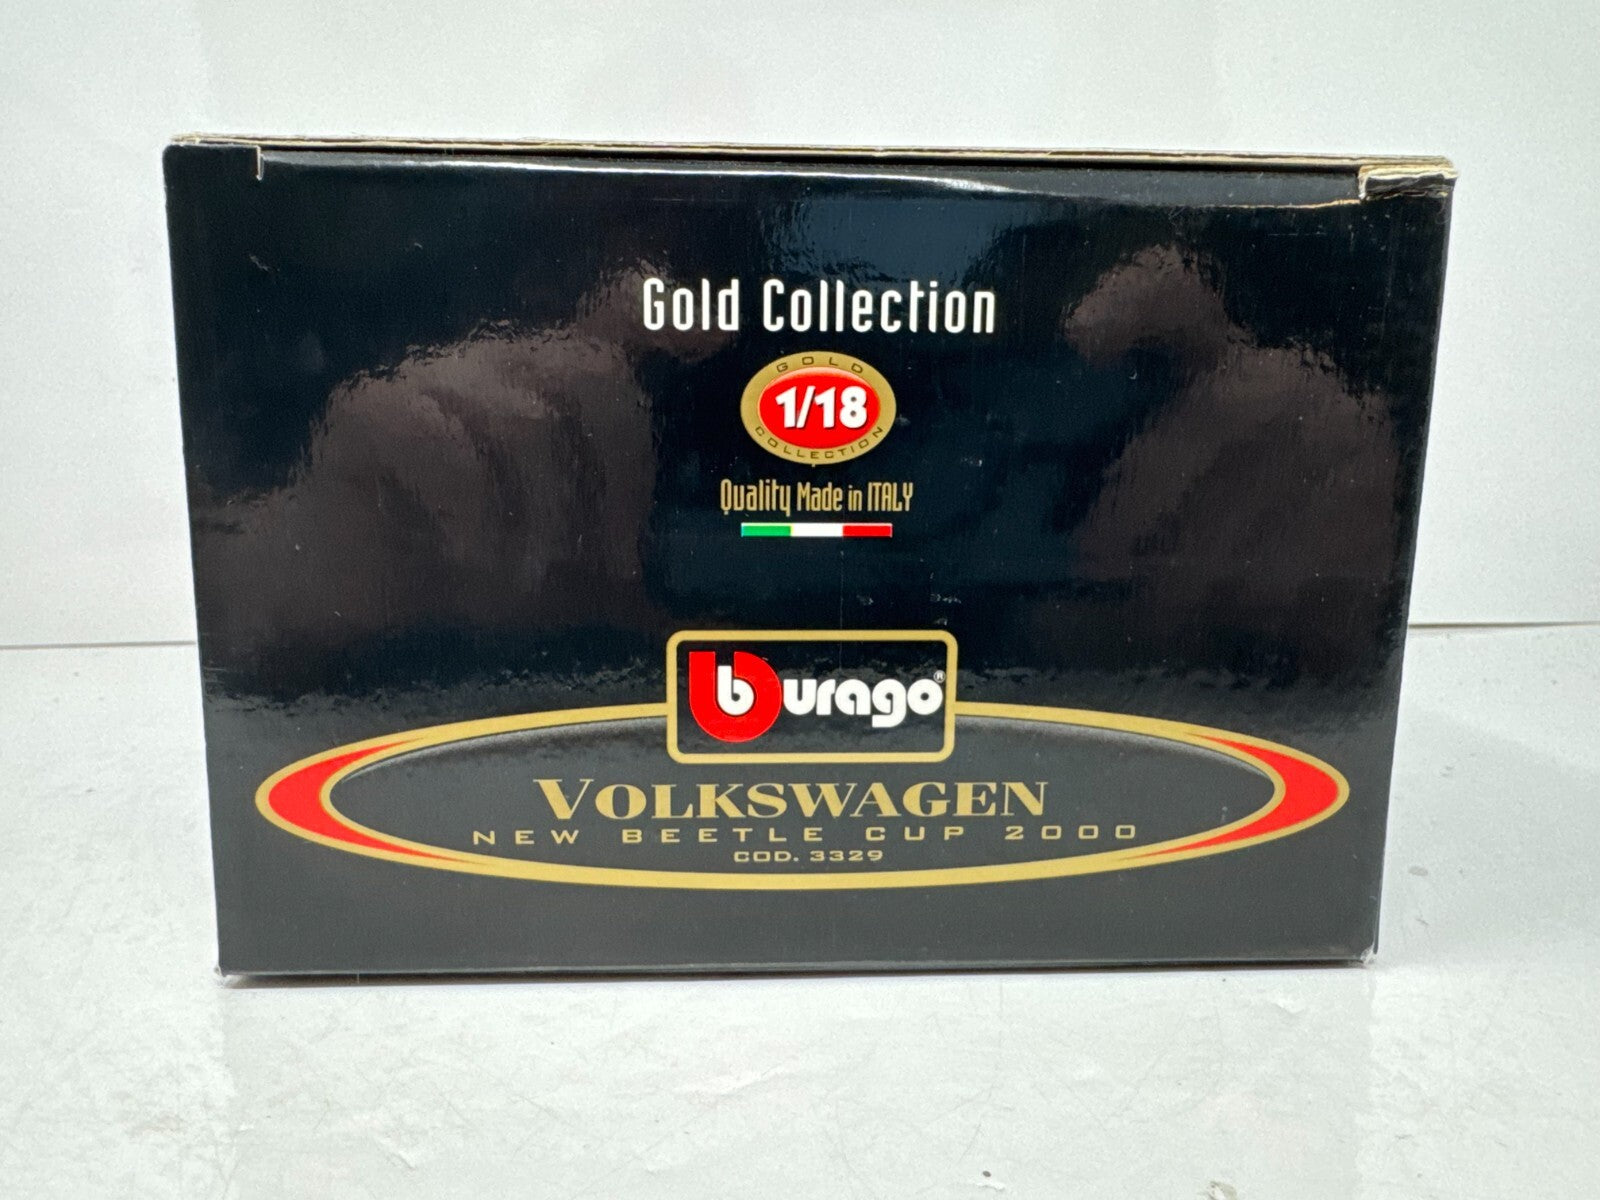 Gold Collection
GOLD
1/18
COLLECTION
Quality Made in ITALY
burago®
VOLKSWAGEN
NEW BEETLE CUP 2000
COD. 3329